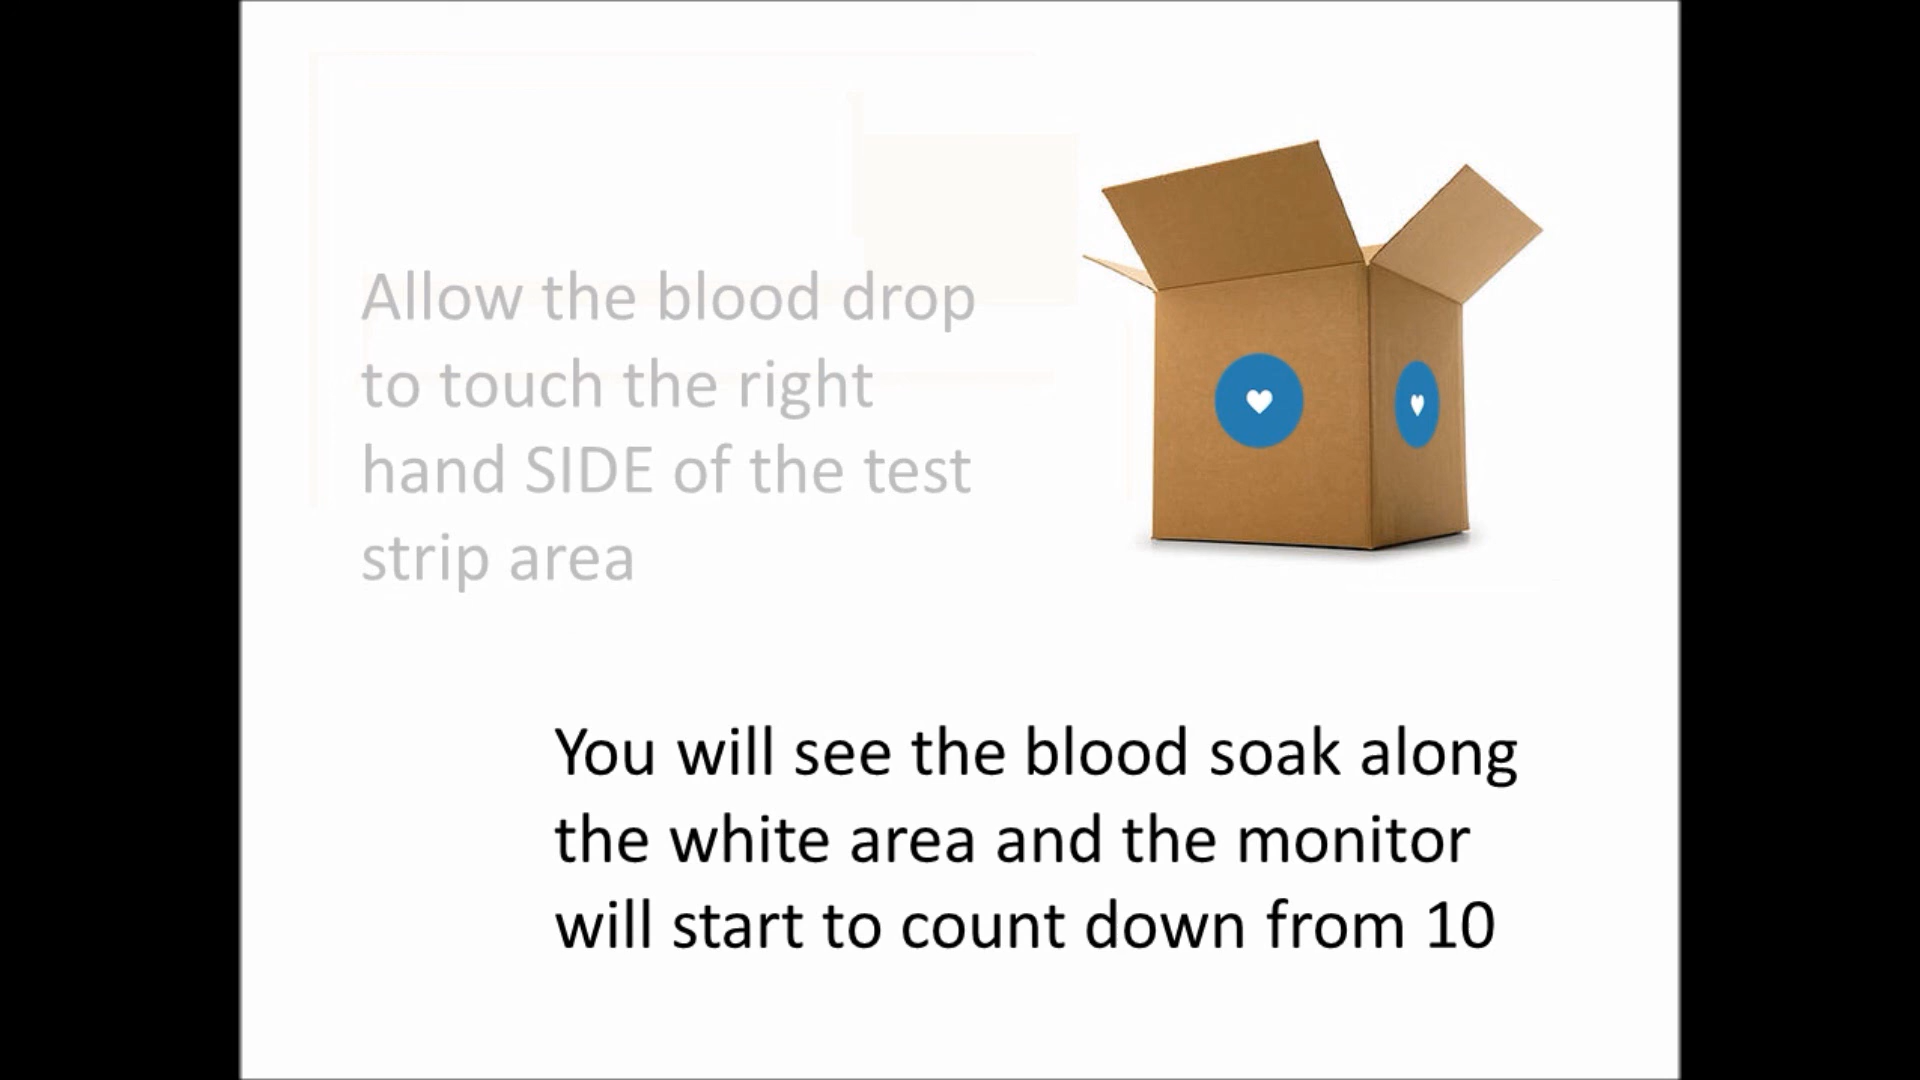 Allow the blood drop
to touch the right
hand SIDE of the test
strip area
You will see the blood soak along
the white area and the monitor
will start to count down from 10